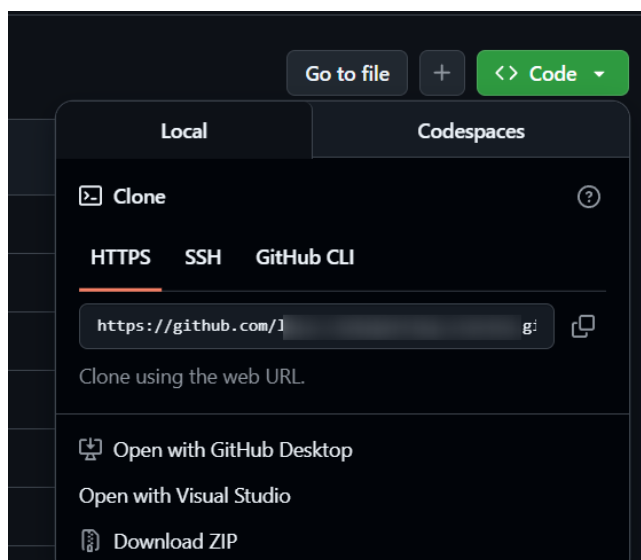 Go to file + <> Code
Local Codespaces
Clone
HTTPS SSH GitHub CLI
https://github.com/
Clone using the web URL.
Open with GitHub Desktop
Open with Visual Studio
Download ZIP